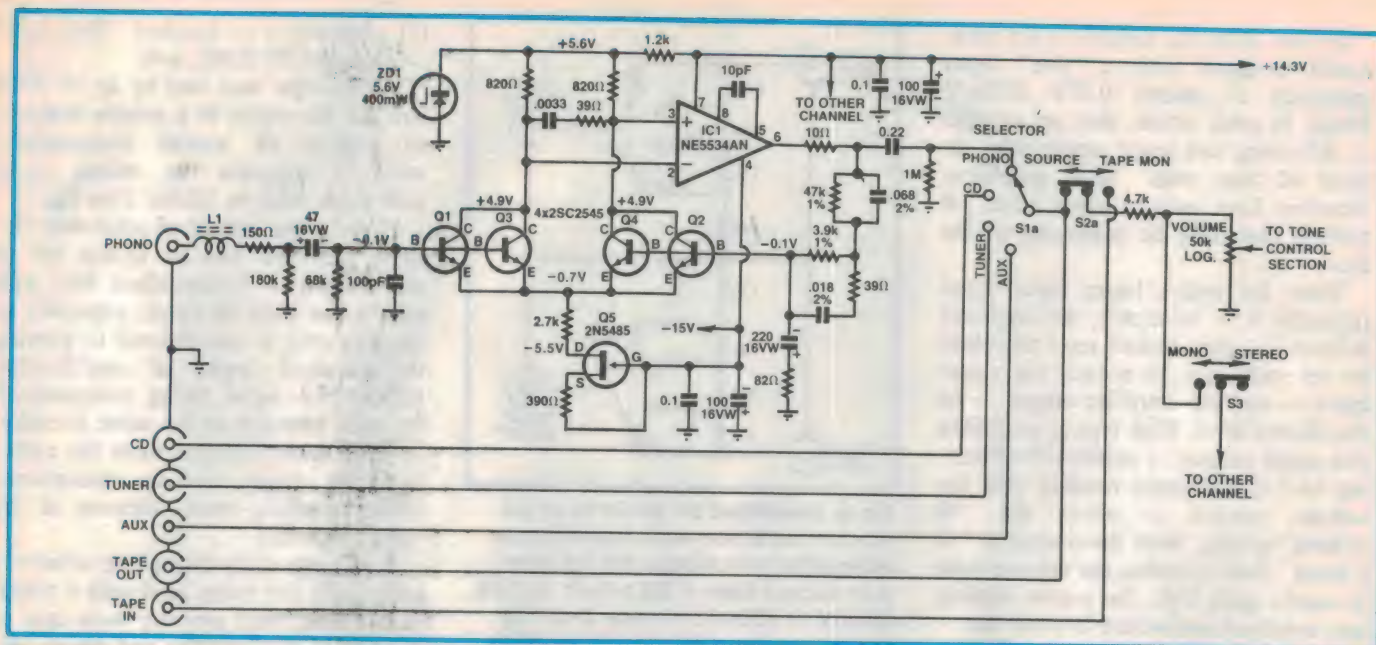 +5.6V
1.2k
+14.3V
ZD1
5.6V
400mW
820Ω
820Ω
10pF
.0033
39Ω
TO OTHER
CHANNEL
0.1
100
16VW
+
-
7
8
5
3
+
IC1
NE5534AN
6
-
2
4
10Ω
0.22
SELECTOR
PHONO
SOURCE
TAPE MON
1M
CD
S1a
S2a
4.7k
TUNER
AUX
VOLUME
50k
LOG.
TO TONE
CONTROL
SECTION
+4.9V
+4.9V
4x2SC2545
47k
1%
.068
2%
L1
150Ω
47
16VW
+
-
-0.1V
Q1
Q3
Q4
Q2
C
B
E
C
B
E
C
B
E
C
B
E
-0.1V
3.9k
1%
PHONO
180k
68k
100pF
-0.7V
39Ω
.018
2%
2.7k
Q5
2N5485
-15V
-5.5V
D
G
S
390Ω
0.1
100
16VW
-
+
220
16VW
-
+
82Ω
MONO
STEREO
S3
CD
TUNER
AUX
TAPE
OUT
TAPE
IN
TO OTHER
CHANNEL